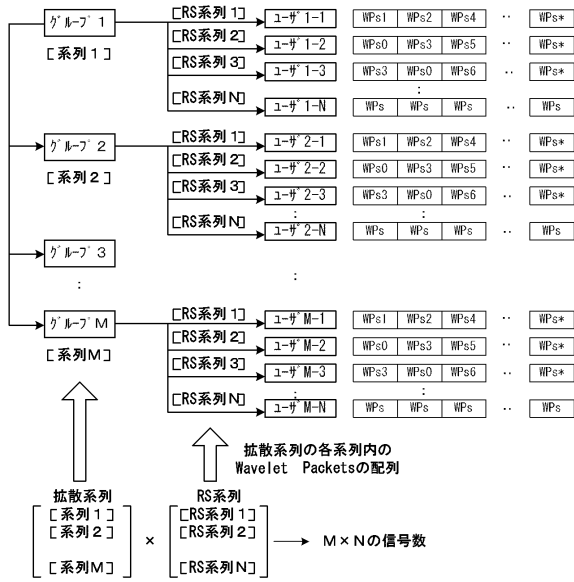 グループ 1 [RS系列1] ユーザ1-1 WPs1 WPs2 WPs4 ‥ WPs*
[系列1] [RS系列2] ユーザ1-2 WPs0 WPs3 WPs5 ‥ WPs*
[RS系列3] ユーザ1-3 WPs3 WPs0 WPs6 ‥ WPs*
:
[RS系列N] ユーザ1-N WPs WPs WPs ‥ WPs
グループ 2 [RS系列1] ユーザ2-1 WPs1 WPs2 WPs4 ‥ WPs*
[系列2] [RS系列2] ユーザ2-2 WPs0 WPs3 WPs5 ‥ WPs*
[RS系列3] ユーザ2-3 WPs3 WPs0 WPs6 ‥ WPs*
: :
[RS系列N] ユーザ2-N WPs WPs WPs ‥ WPs
グループ 3
: :
グループ M [RS系列1] ユーザM-1 WPs1 WPs2 WPs4 ‥ WPs*
[系列M] [RS系列2] ユーザM-2 WPs0 WPs3 WPs5 ‥ WPs*
[RS系列3] ユーザM-3 WPs3 WPs0 WPs6 ‥ WPs*
: :
[RS系列N] ユーザM-N WPs WPs WPs ‥ WPs
拡散系列の各系列内の
Wavelet Packetsの配列
拡散系列 RS系列
[系列1] [RS系列1]
[系列2] × [RS系列2] M×Nの信号数
[系列M] [RS系列N]